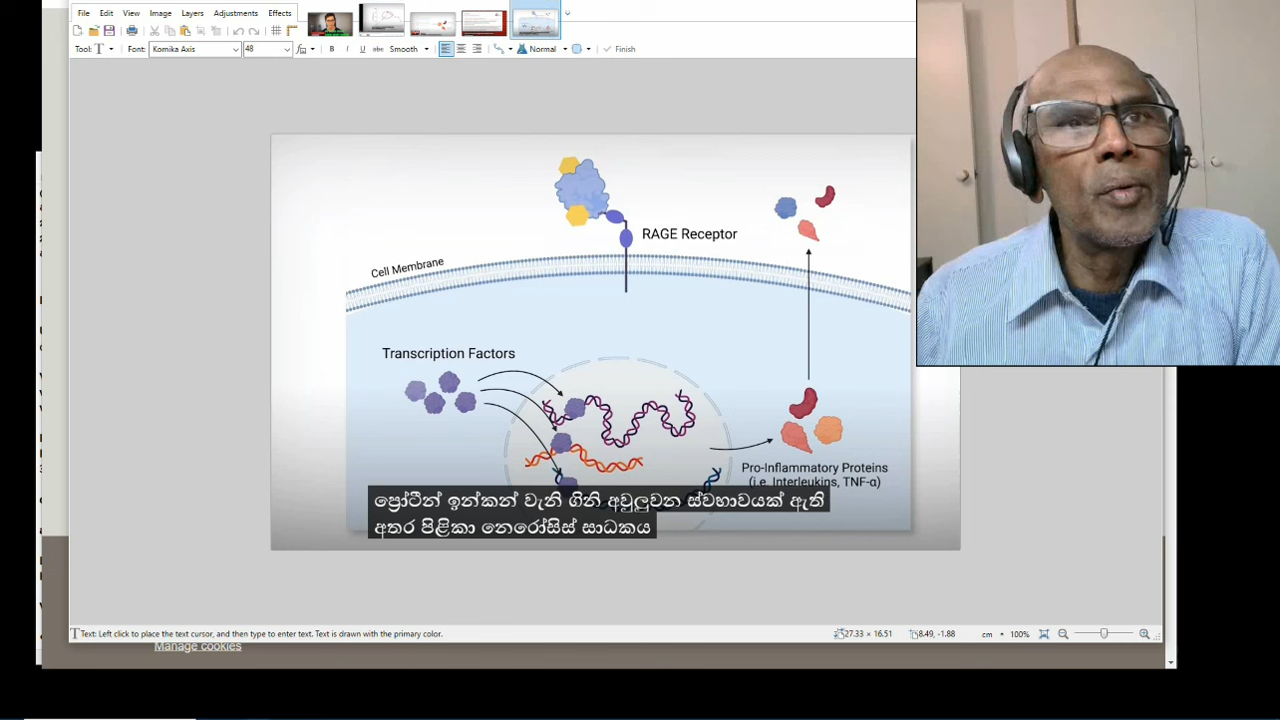 File Edit View Image Layers Adjustments Effects
Tool: T Font: Komika Axis 48 B I U abc Smooth Normal Finish
RAGE Receptor
Cell Membrane
Transcription Factors
Pro-Inflammatory Proteins
(i.e. Interleukins, TNF-α)
ප්‍රෝටීන් ඉන්කන් වැනි ගිනි අවුලුවන ස්වභාවයක් ඇති
අතර පිළිකා නෙරෝසිස් සාධකය
Text: Left click to place the text cursor, and then type to enter text. Text is drawn with the primary color.
27.33 × 16.51 8.49, -1.88 cm 100%
Manage cookies